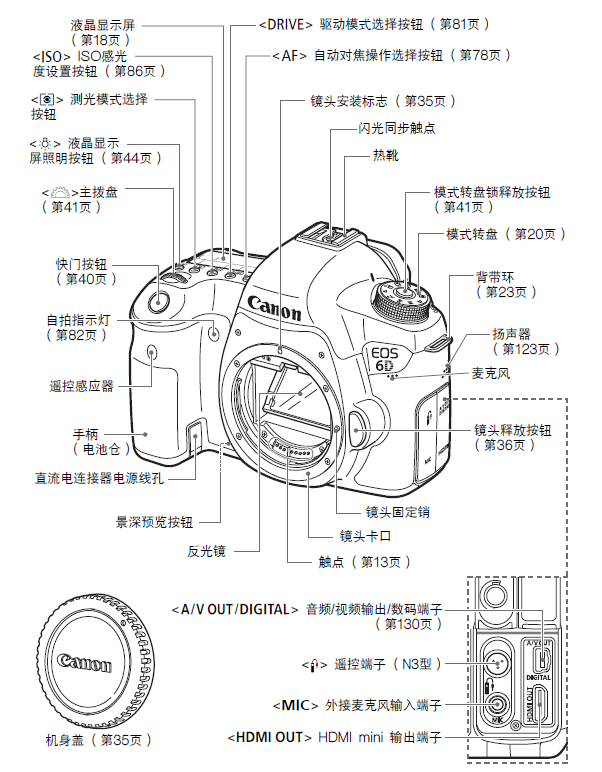 液晶显示屏
（第18页）
<DRIVE> 驱动模式选择按钮（第81页）
<ISO> ISO感光
度设置按钮（第86页）
<AF> 自动对焦操作选择按钮（第78页）
<> 测光模式选择
按钮
镜头安装标志（第35页）
闪光同步触点
<> 液晶显示
屏照明按钮（第44页）
热靴
<>主拨盘
（第41页）
模式转盘锁释放按钮
（第41页）
模式转盘（第20页）
快门按钮
（第40页）
背带环
（第23页）
自拍指示灯
（第82页）
扬声器
（第123页）
麦克风
遥控感应器
手柄
（电池仓）
镜头释放按钮
（第36页）
直流电连接器电源线孔
景深预览按钮
镜头固定销
反光镜
镜头卡口
触点（第13页）
Canon
EOS
6D
MIC
<A/V OUT/DIGITAL> 音频/视频输出/数码端子
（第130页）
<> 遥控端子（N3型）
<MIC> 外接麦克风输入端子
<HDMI OUT> HDMI mini 输出端子
A/V OUT
DIGITAL
HDMI OUT
MIC
Canon
机身盖（第35页）